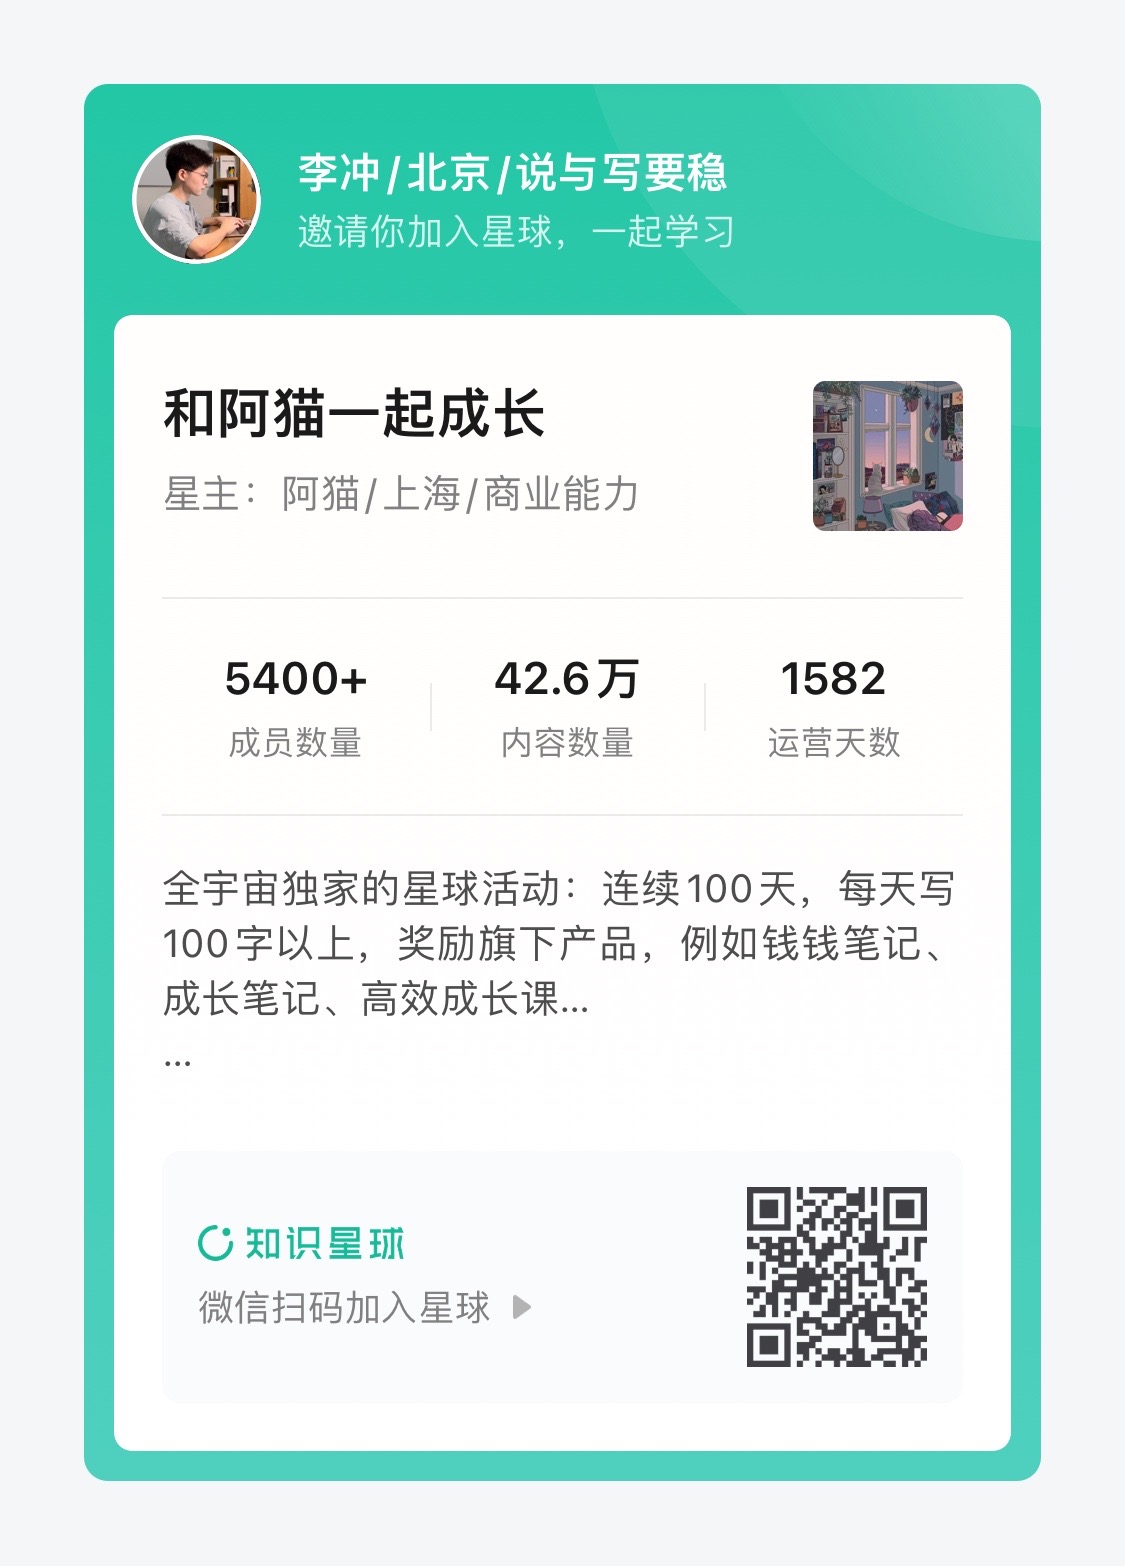 李冲/北京/说与写要稳
邀请你加入星球，一起学习
和阿猫一起成长
星主：阿猫/上海/商业能力
5400+ 42.6万 1582
成员数量 内容数量 运营天数
全宇宙独家的星球活动：连续100天，每天写
100字以上，奖励旗下产品，例如钱钱笔记、
成长笔记、高效成长课...
...
知识星球
微信扫码加入星球